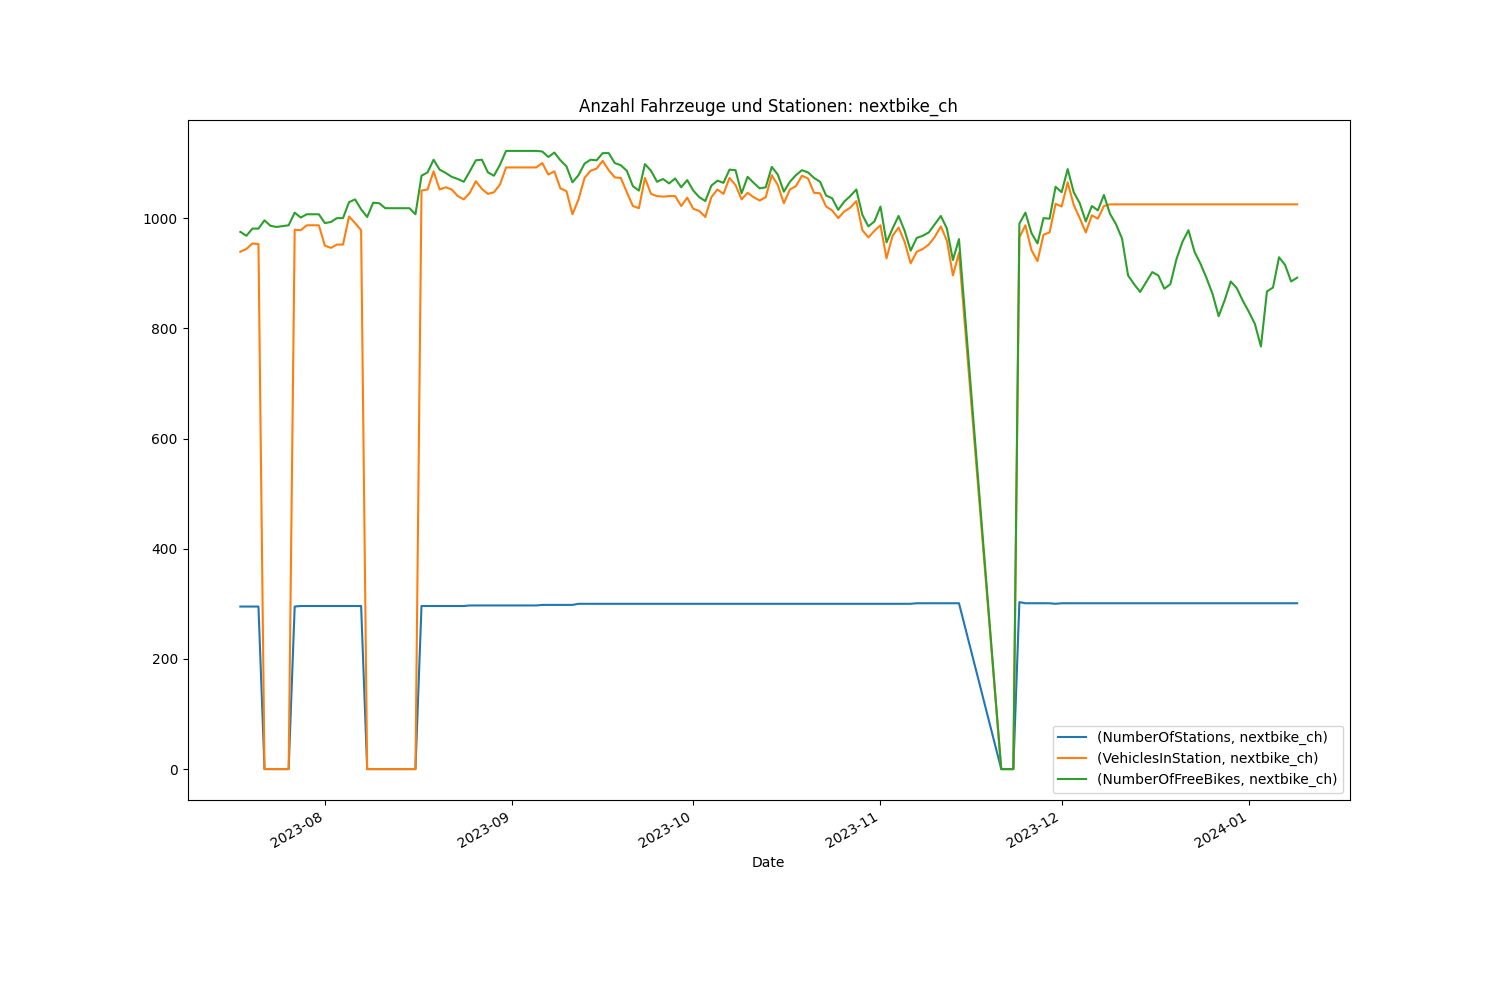 Anzahl Fahrzeuge und Stationen: nextbike_ch
1000
800
600
400
200
0
(NumberOfStations, nextbike_ch)
(VehiclesInStation, nextbike_ch)
(NumberOfFreeBikes, nextbike_ch)
2023-08
2023-09
2023-10
2023-11
2023-12
2024-01
Date